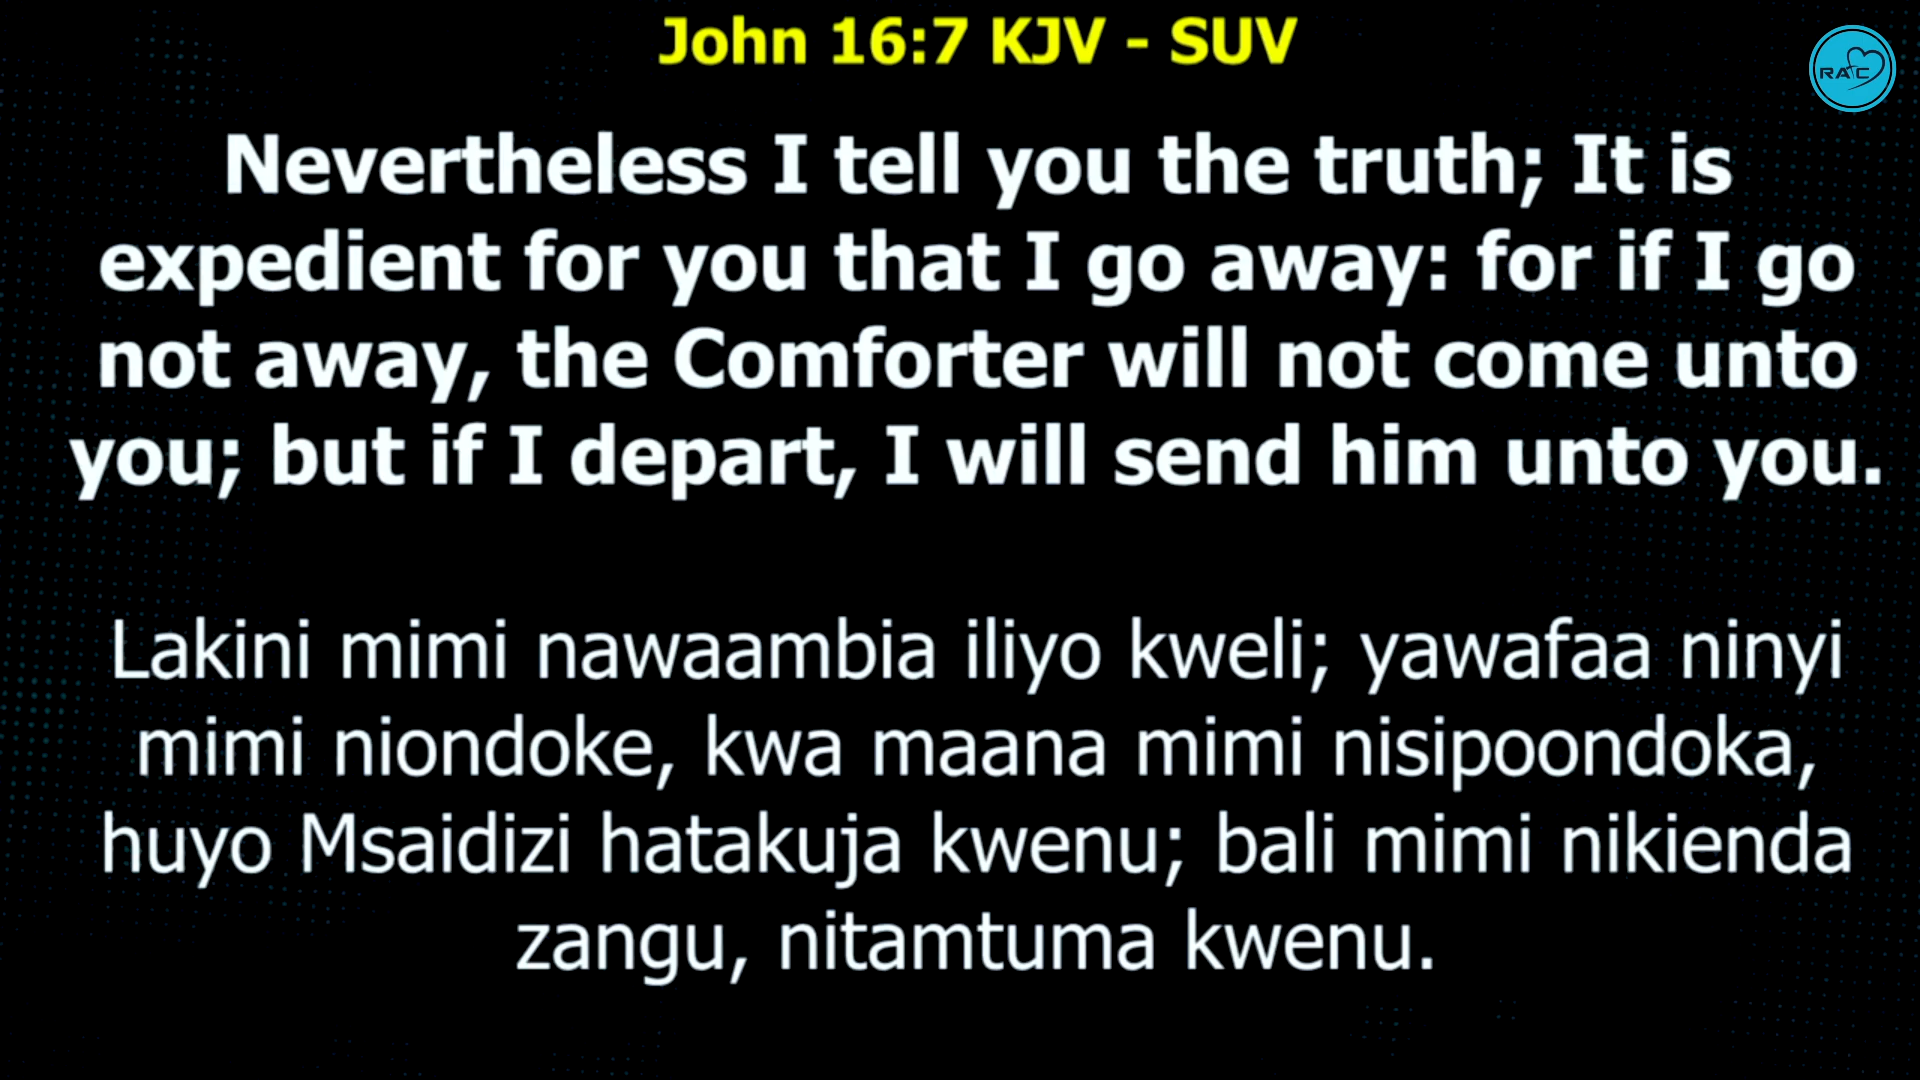 John 16:7 KJV - SUV
RAC
Nevertheless I tell you the truth; It is
expedient for you that I go away: for if I go
not away, the Comforter will not come unto
you; but if I depart, I will send him unto you.
Lakini mimi nawaambia iliyo kweli; yawafaa ninyi
mimi niondoke, kwa maana mimi nisipoondoka,
huyo Msaidizi hatakuja kwenu; bali mimi nikienda
zangu, nitamtuma kwenu.